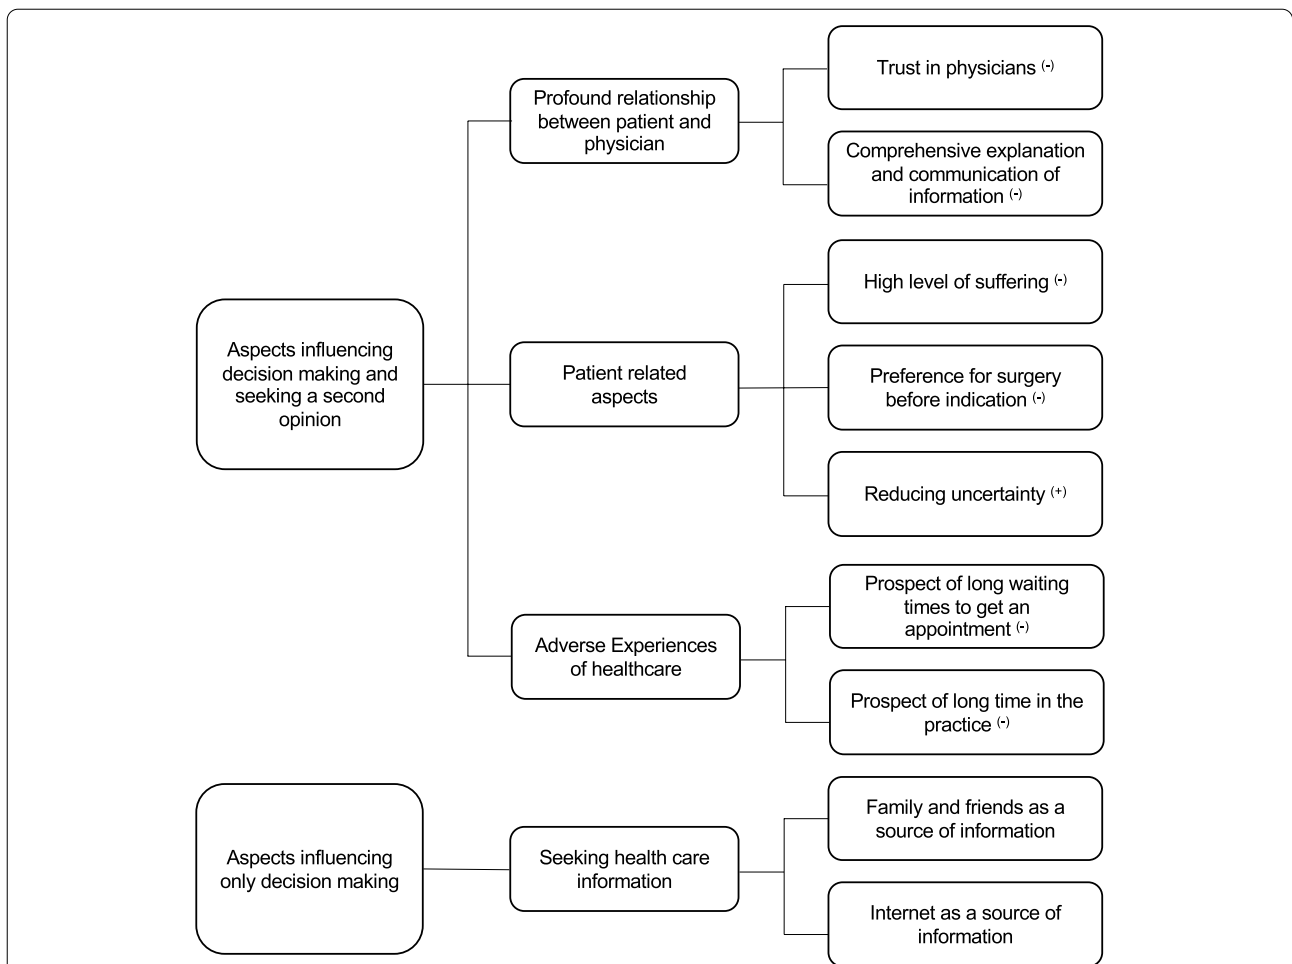 Trust in physicians (-)
Profound relationship
between patient and
physician
Comprehensive explanation
and communication of
information (-)
High level of suffering (-)
Aspects influencing
decision making and
seeking a second
opinion
Patient related
aspects
Preference for surgery
before indication (-)
Reducing uncertainty (+)
Prospect of long waiting
times to get an
appointment (-)
Adverse Experiences
of healthcare
Prospect of long time in the
practice (-)
Family and friends as a
source of information
Aspects influencing
only decision making
Seeking health care
information
Internet as a source of
information